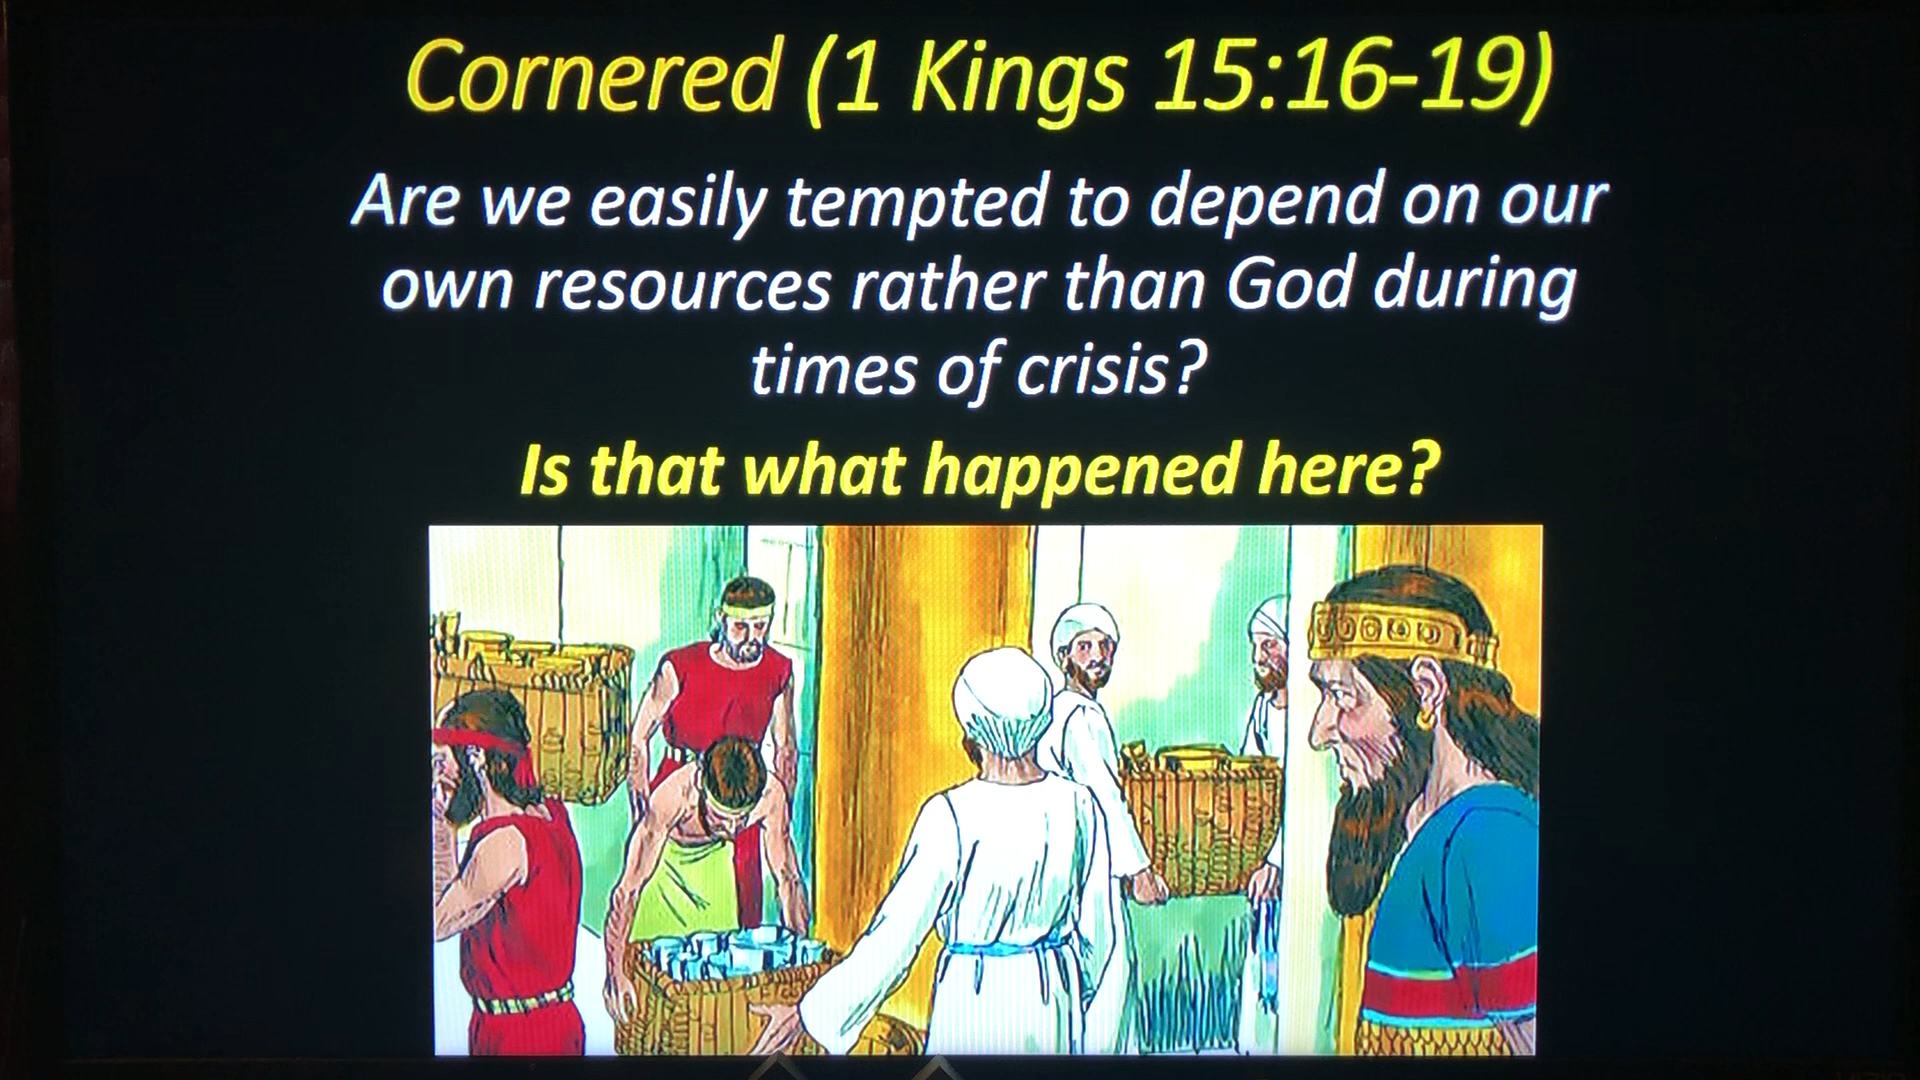 Cornered (1 Kings 15:16-19)
Are we easily tempted to depend on our
own resources rather than God during
times of crisis?
Is that what happened here?